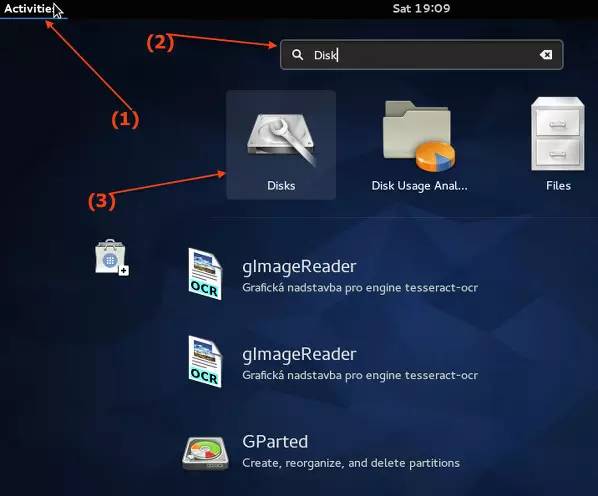 Activities
Sat 19:09
(2)
Disk
(1)
Disks
Disk Usage Anal...
Files
(3)
gImageReader
OCR
Grafická nadstavba pro engine tesseract-ocr
gImageReader
OCR
Grafická nadstavba pro engine tesseract-ocr
GParted
Create, reorganize, and delete partitions